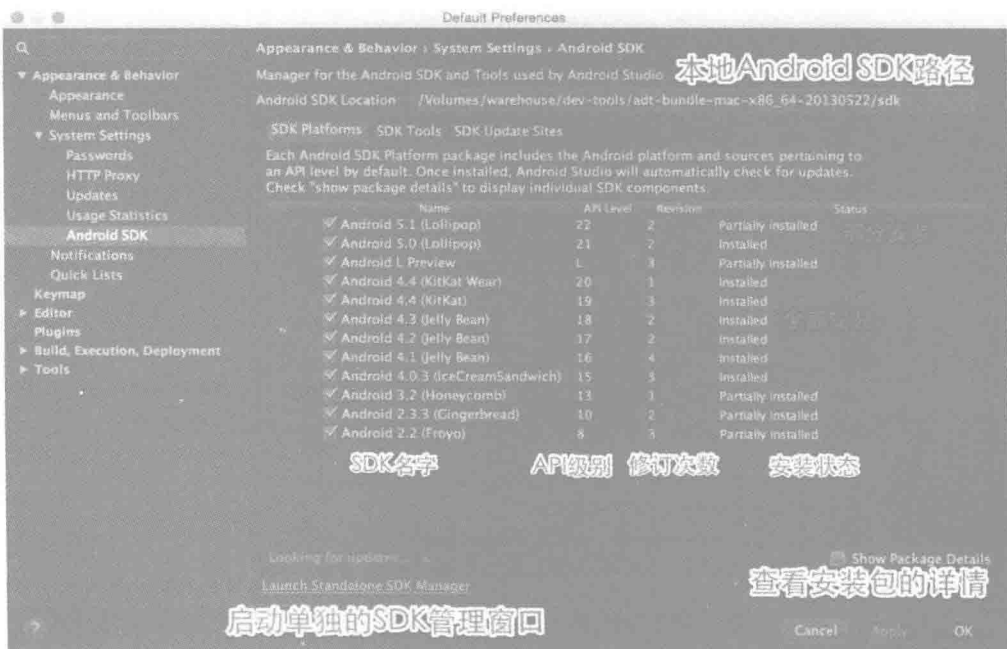 Default Preferences
Appearance & Behavior › System Settings › Android SDK
本地Android SDK路径
Manager for the Android SDK and Tools used by Android Studio
Android SDK Location /Volumes/warehouse/dev-tools/adt-bundle-mac-x86_64-20130522/sdk
Appearance & Behavior
Appearance
Menus and Toolbars
System Settings
Passwords
HTTP Proxy
Updates
Usage Statistics
Android SDK
Notifications
Quick Lists
Keymap
Editor
Plugins
Build, Execution, Deployment
Tools
SDK Platforms SDK Tools SDK Update Sites
Each Android SDK Platform package includes the Android platform and sources pertaining to
an API level by default. Once installed, Android Studio will automatically check for updates.
Check "show package details" to display individual SDK components.
Name API Level Revision Status
Android 5.1 (Lollipop) 22 2 Partially installed
Android 5.0 (Lollipop) 21 2 Installed
Android L Preview L 3 Partially installed
Android 4.4 (KitKat Wear) 20 1 Installed
Android 4.4 (KitKat) 19 3 Installed
Android 4.3 (Jelly Bean) 18 2 Installed
Android 4.2 (Jelly Bean) 17 2 Installed
Android 4.1 (Jelly Bean) 16 4 Installed
Android 4.0.3 (IceCreamSandwich) 15 3 Installed
Android 3.2 (Honeycomb) 13 1 Partially installed
Android 2.3.3 (Gingerbread) 10 2 Partially installed
Android 2.2 (Froyo) 8 3 Partially installed
SDK名字 API级别 修订次数 安装状态
Looking for updates...
Show Package Details
Launch Standalone SDK Manager
查看安装包的详情
启动单独的SDK管理窗口
Cancel Apply OK